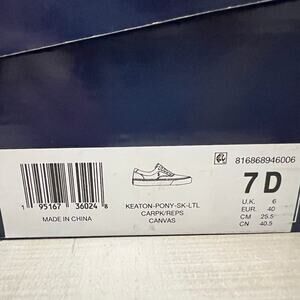 816868946006
7 D
U.K. 6
EUR. 40
CM 25.5
CN 40.5
1 95167 36024 8
MADE IN CHINA
KEATON-PONY-SK-LTL
CARPK/REPS
CANVAS